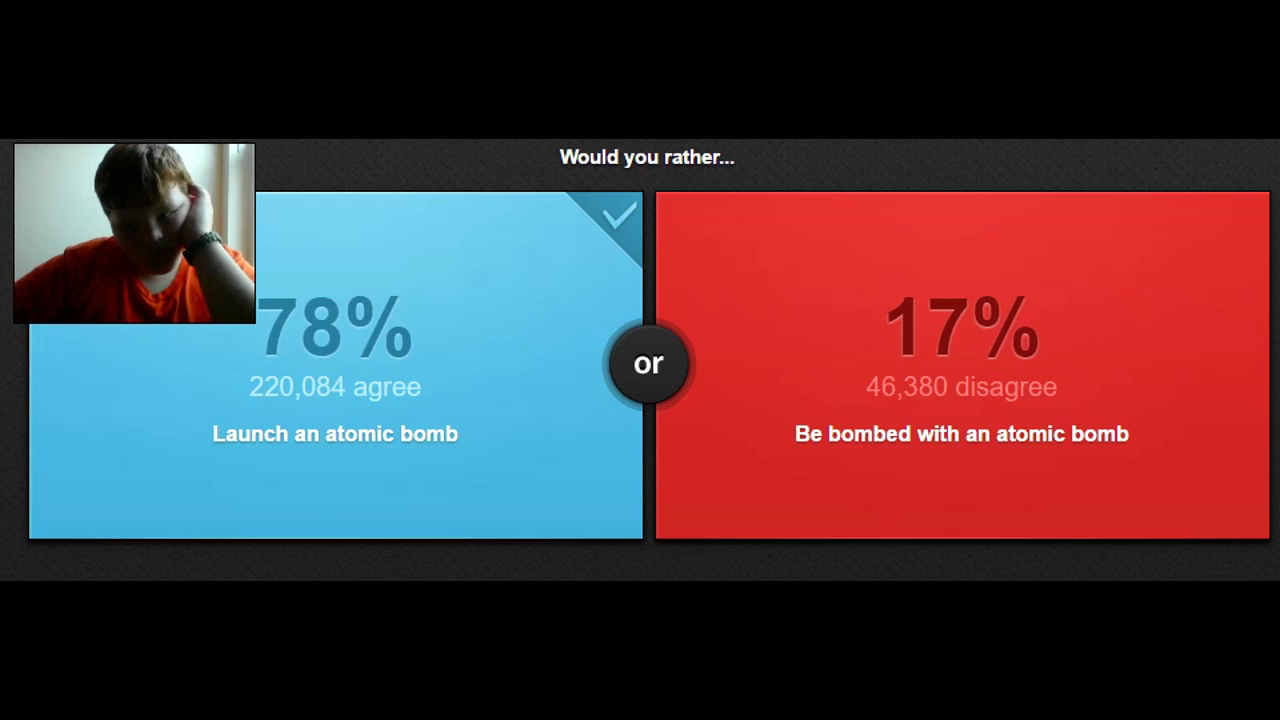 Would you rather...
78%
220,084 agree
Launch an atomic bomb
or
17%
46,380 disagree
Be bombed with an atomic bomb